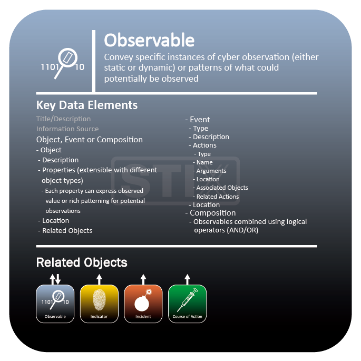 Observable
Convey specific instances of cyber observation (either
static or dynamic) or patterns of what could
potentially be observed
1101 10
Key Data Elements
Title/Description
Information Source
Object, Event or Composition
- Object
- Description
- Properties (extensible with different
object types)
Each property can express observed
value or rich patterning for potential
observations
- Location
- Related Objects
- Event
- Type
- Description
- Actions
- Type
- Name
- Arguments
- Location
- Associated Objects
- Related Actions
- Location
- Composition
- Observables combined using logical
operators (AND/OR)
STIX
Related Objects
1101 10
Observable
Indicator
Incident
Course of Action